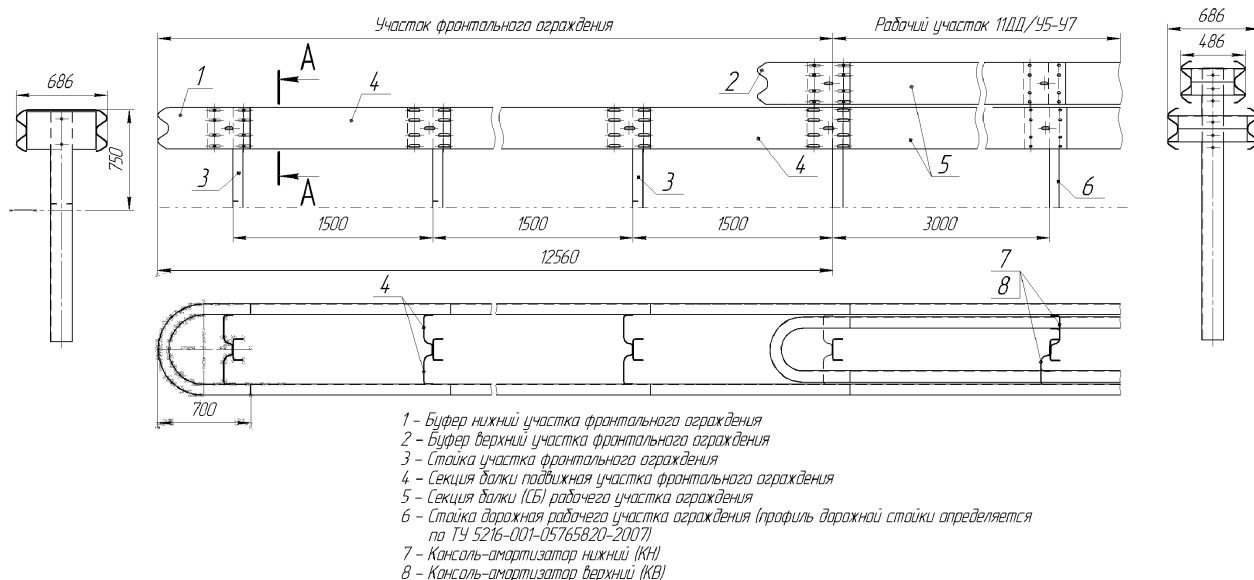 Участок фронтального ограждения
Рабочий участок 11ДД/У5-У7
686
486
686
А
1
4
2
750
3
А
3
4
5
6
1500
1500
1500
3000
12560
4
7
8
700
1 - Буфер нижний участка фронтального ограждения
2 - Буфер верхний участка фронтального ограждения
3 - Стойка участка фронтального ограждения
4 - Секция балки подвижная участка фронтального ограждения
5 - Секция балки (СБ) рабочего участка ограждения
6 - Стойка дорожная рабочего участка ограждения (профиль дорожной стойки определяется
по ТУ 5216-001-05765820-2007)
7 - Консоль-амортизатор нижний (КН)
8 - Консоль-амортизатор верхний (КВ)